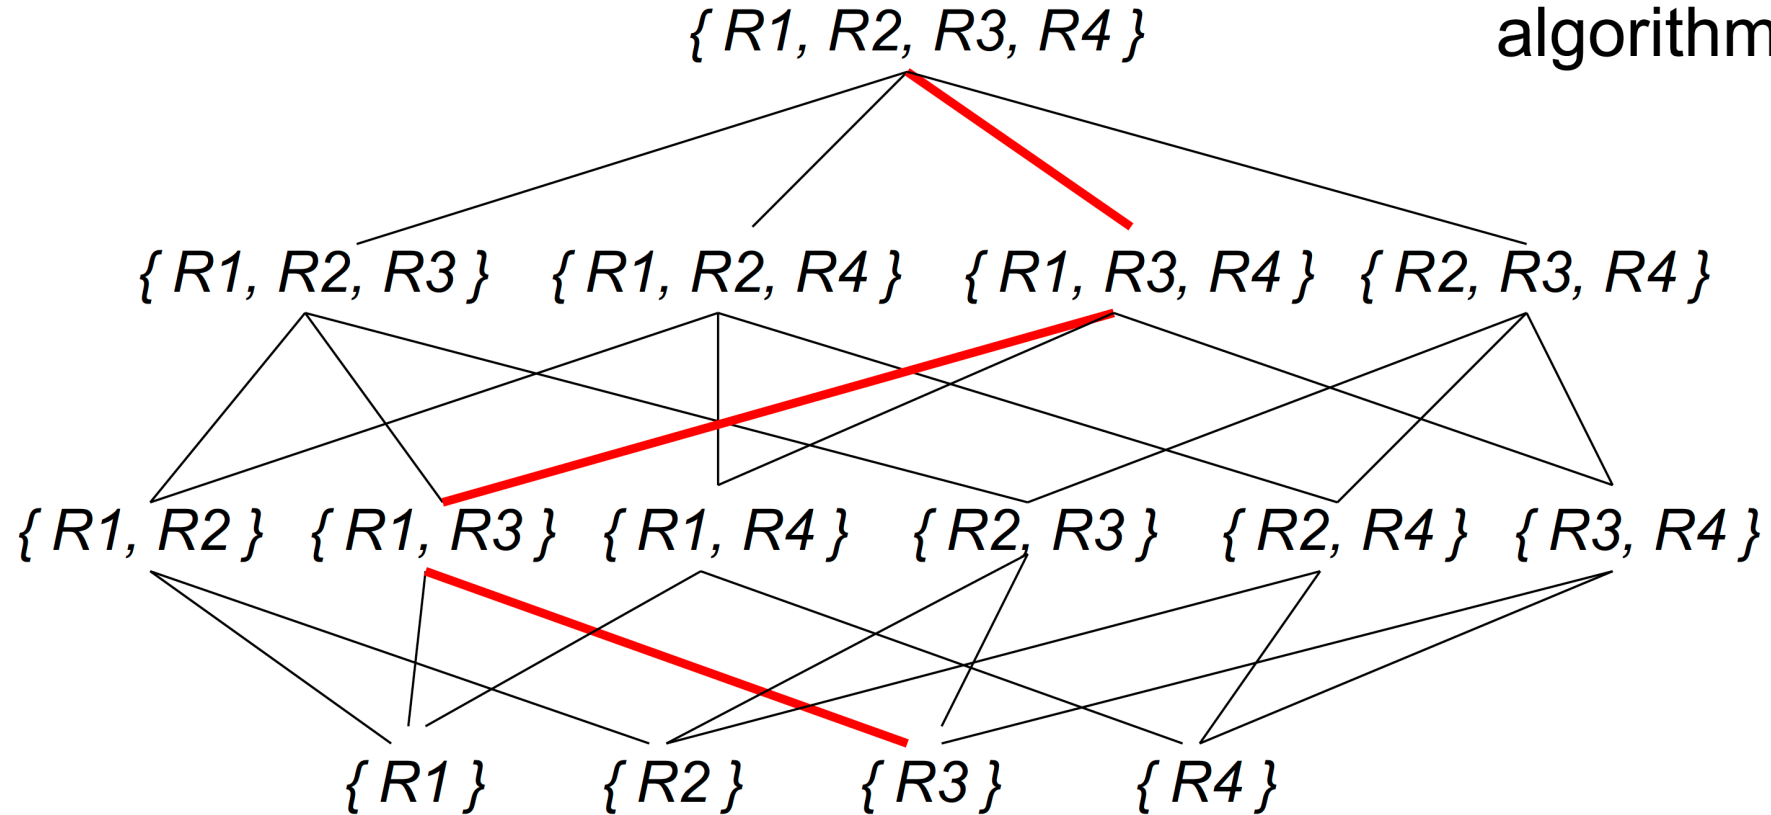 { R1, R2, R3, R4 }
algorithm
{ R1, R2, R3 } { R1, R2, R4 } { R1, R3, R4 } { R2, R3, R4 }
{ R1, R2 } { R1, R3 } { R1, R4 } { R2, R3 } { R2, R4 } { R3, R4 }
{ R1 } { R2 } { R3 } { R4 }